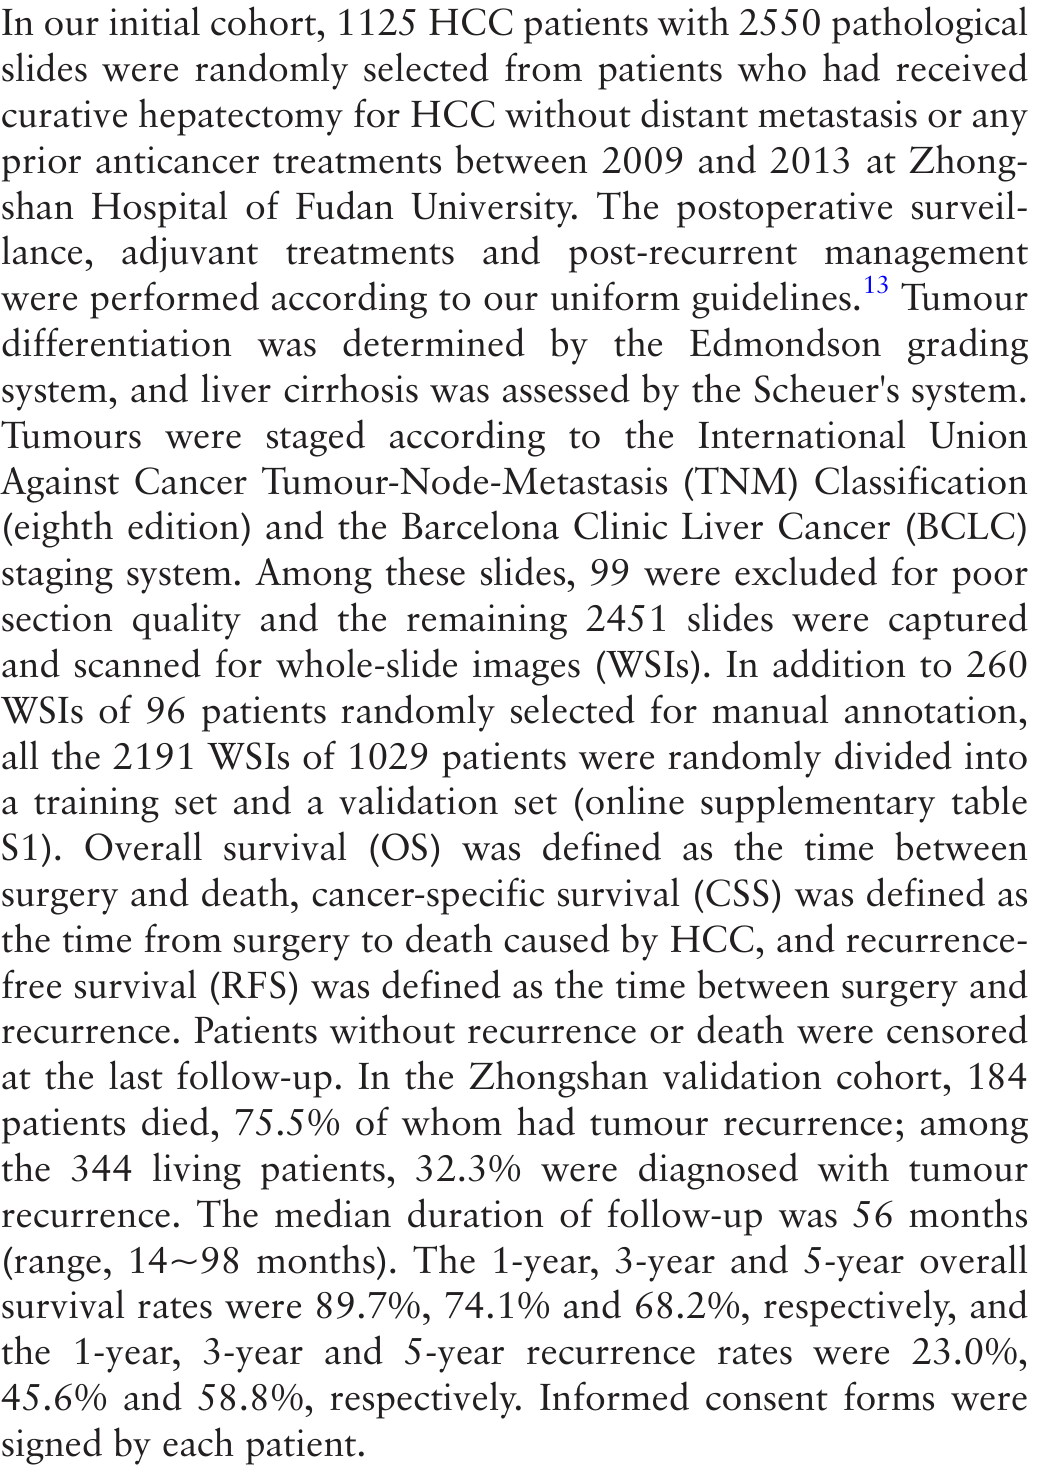 In our initial cohort, 1125 HCC patients with 2550 pathological
slides were randomly selected from patients who had received
curative hepatectomy for HCC without distant metastasis or any
prior anticancer treatments between 2009 and 2013 at Zhong-
shan Hospital of Fudan University. The postoperative surveil-
lance, adjuvant treatments and post-recurrent management
were performed according to our uniform guidelines.13 Tumour
differentiation was determined by the Edmondson grading
system, and liver cirrhosis was assessed by the Scheuer's system.
Tumours were staged according to the International Union
Against Cancer Tumour-Node-Metastasis (TNM) Classification
(eighth edition) and the Barcelona Clinic Liver Cancer (BCLC)
staging system. Among these slides, 99 were excluded for poor
section quality and the remaining 2451 slides were captured
and scanned for whole-slide images (WSIs). In addition to 260
WSIs of 96 patients randomly selected for manual annotation,
all the 2191 WSIs of 1029 patients were randomly divided into
a training set and a validation set (online supplementary table
S1). Overall survival (OS) was defined as the time between
surgery and death, cancer-specific survival (CSS) was defined as
the time from surgery to death caused by HCC, and recurrence-
free survival (RFS) was defined as the time between surgery and
recurrence. Patients without recurrence or death were censored
at the last follow-up. In the Zhongshan validation cohort, 184
patients died, 75.5% of whom had tumour recurrence; among
the 344 living patients, 32.3% were diagnosed with tumour
recurrence. The median duration of follow-up was 56 months
(range, 14~98 months). The 1-year, 3-year and 5-year overall
survival rates were 89.7%, 74.1% and 68.2%, respectively, and
the 1-year, 3-year and 5-year recurrence rates were 23.0%,
45.6% and 58.8%, respectively. Informed consent forms were
signed by each patient.